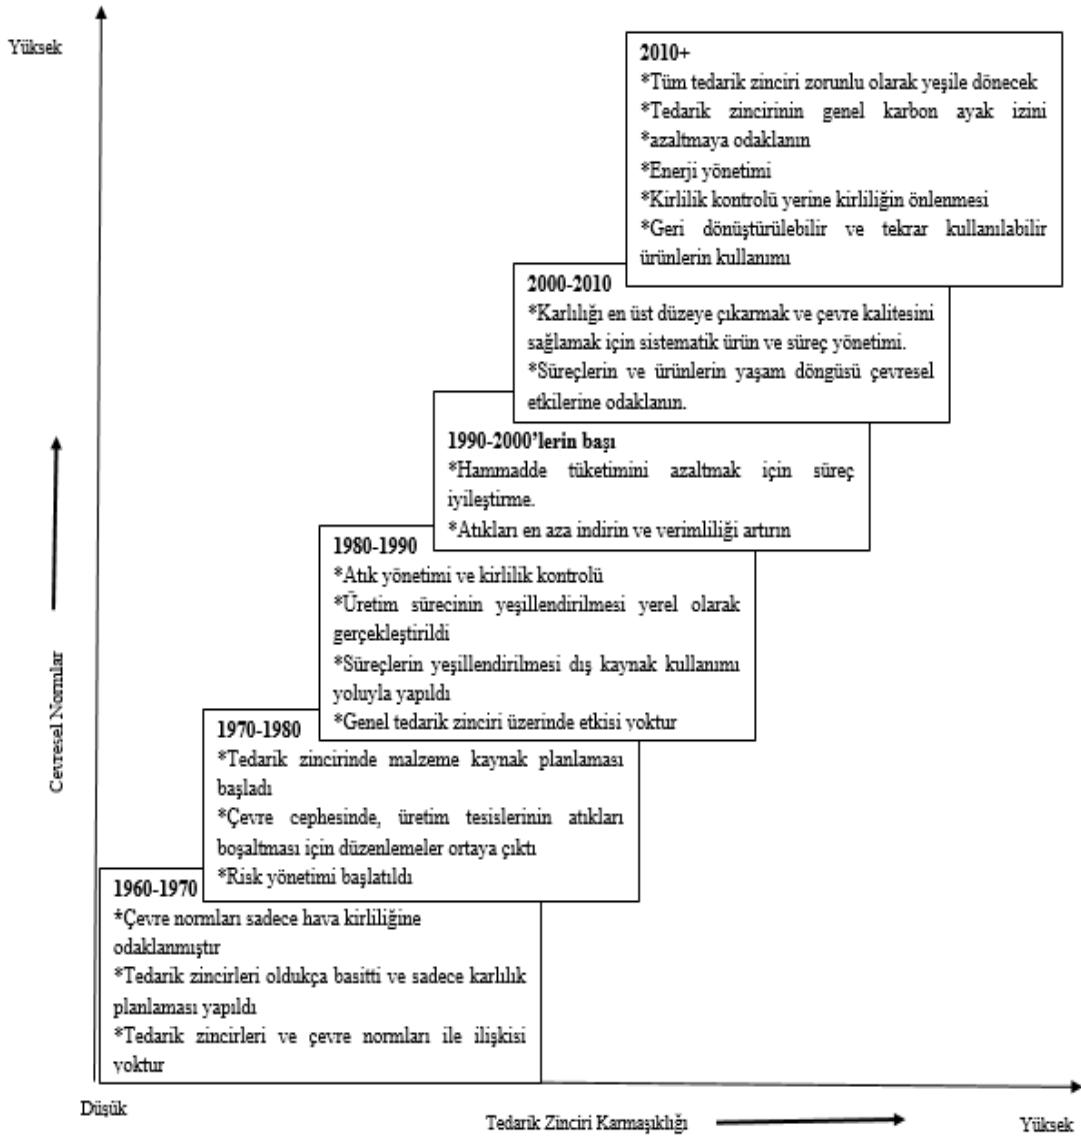 Yüksek
2010+
*Tüm tedarik zinciri zorunlu olarak yeşile dönecek
*Tedarik zincirinin genel karbon ayak izini
*azaltmaya odaklanın
*Enerji yönetimi
*Kirlilik kontrolü yerine kirliliğin önlenmesi
*Geri dönüştürülebilir ve tekrar kullanılabilir
ürünlerin kullanımı
2000-2010
*Karlılığı en üst düzeye çıkarmak ve çevre kalitesini
sağlamak için sistematik ürün ve süreç yönetimi.
*Süreçlerin ve ürünlerin yaşam döngüsü çevresel
etkilerine odaklanın.
1990-2000’lerin başı
*Hammadde tüketimini azaltmak için süreç
iyileştirme.
*Atıkları en aza indirin ve verimliliği artırın
1980-1990
*Atık yönetimi ve kirlilik kontrolü
*Üretim sürecinin yeşillendirilmesi yerel olarak
gerçekleştirildi
*Süreçlerin yeşillendirilmesi dış kaynak kullanımı
yoluyla yapıldı
*Genel tedarik zinciri üzerinde etkisi yoktur
1970-1980
*Tedarik zincirinde malzeme kaynak planlaması
başladı
*Çevre cephesinde, üretim tesislerinin atıkları
boşaltması için düzenlemeler ortaya çıktı
*Risk yönetimi başlatıldı
1960-1970
*Çevre normları sadece hava kirliliğine
odaklanmıştır
*Tedarik zincirleri oldukça basitti ve sadece karlılık
planlaması yapıldı
*Tedarik zincirleri ve çevre normları ile ilişkisi
yoktur
Çevresel Normlar
Düşük
Tedarik Zinciri Karmaşıklığı
Yüksek